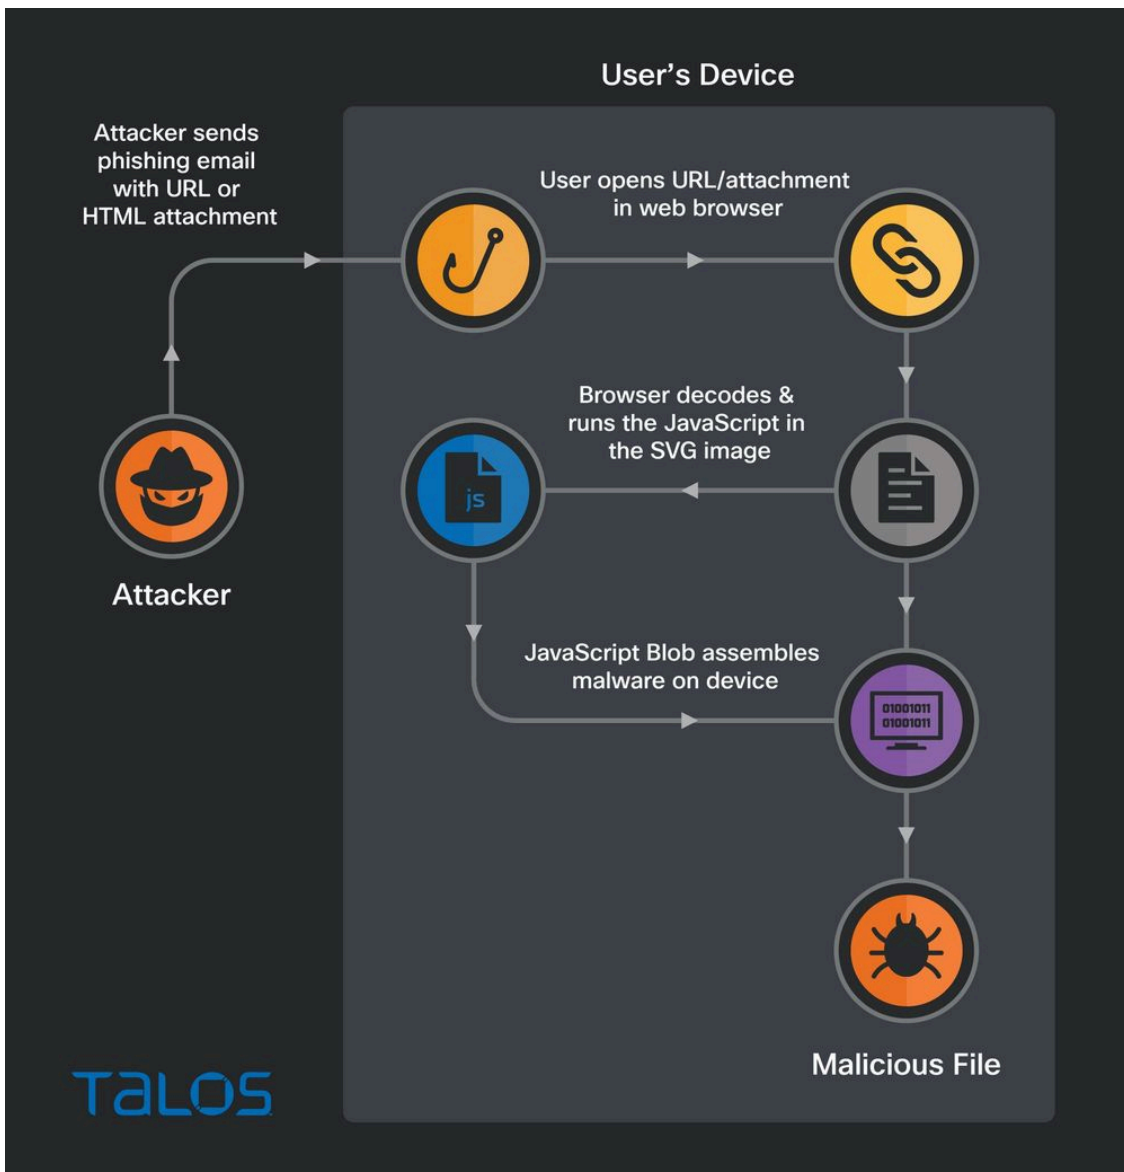 User's Device
Attacker sends
phishing email
with URL or
HTML attachment
User opens URL/attachment
in web browser
Browser decodes &
runs the JavaScript in
the SVG image
js
Attacker
JavaScript Blob assembles
malware on device
01001011
01001011
Malicious File
TALOS